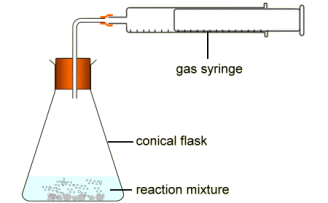 gas syringe
conical flask
reaction mixture